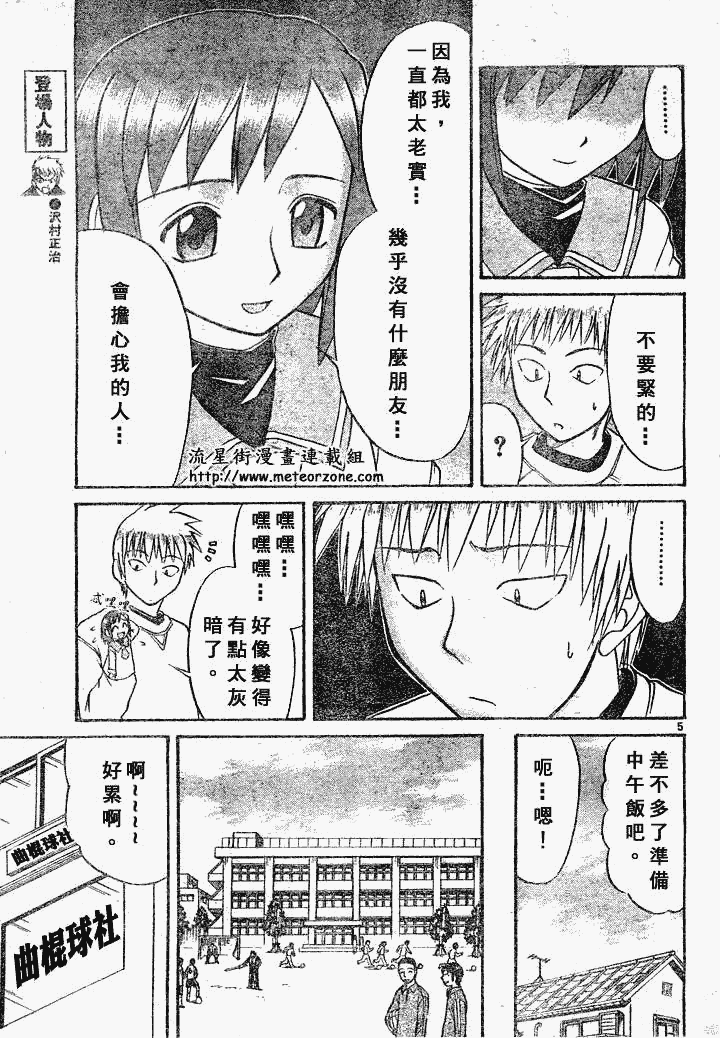 …………
不要緊的…
？
因為我，
一直都太老實…
幾乎沒有什麼朋友…
會擔心我的人…
登場人物
沢村正治
流星街漫畫連載組
http://www.meteorzone.com
…………
嘿嘿…
嘿嘿嘿…
好像變得
有點太灰
暗了。
5
差不多了準備
中午飯吧。
呃…嗯！
啊~~~~~
好累啊。
曲棍球社
曲棍球社